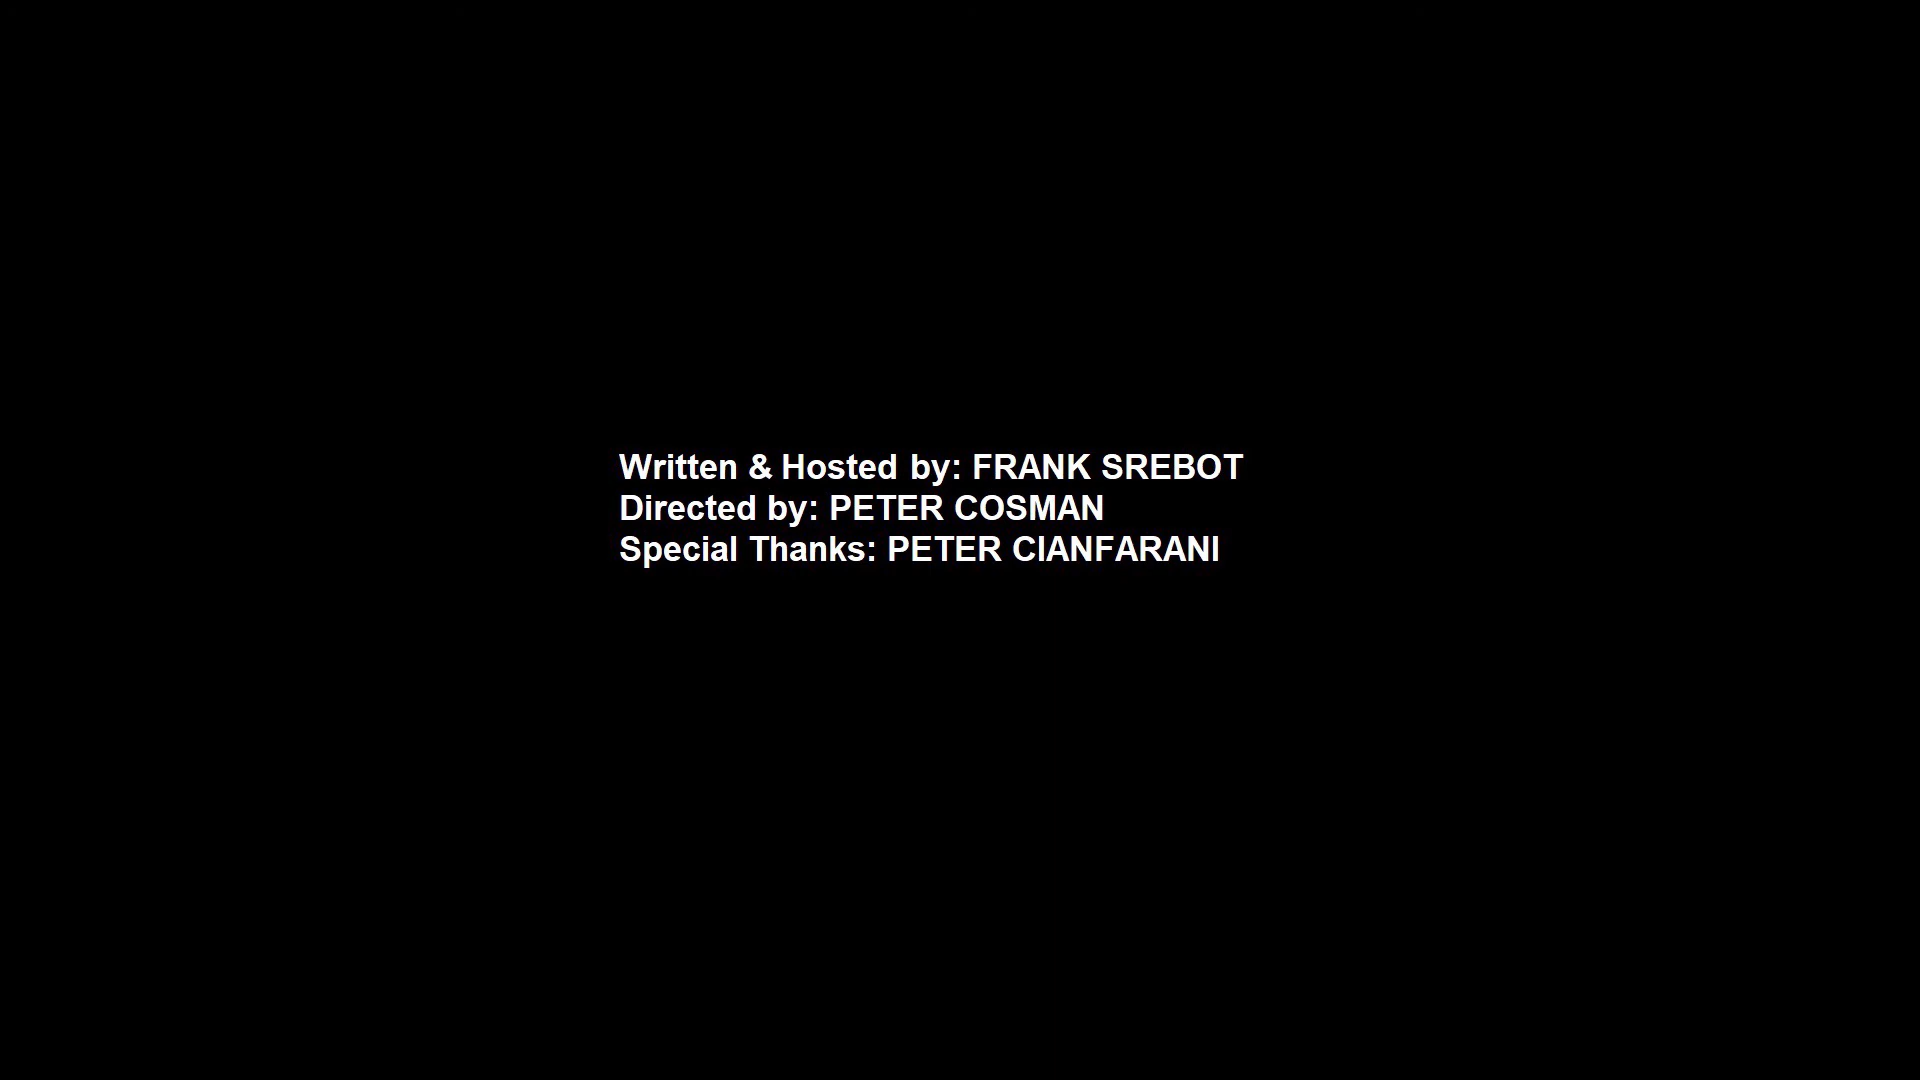 Written & Hosted by: FRANK SREBOT
Directed by: PETER COSMAN
Special Thanks: PETER CIANFARANI